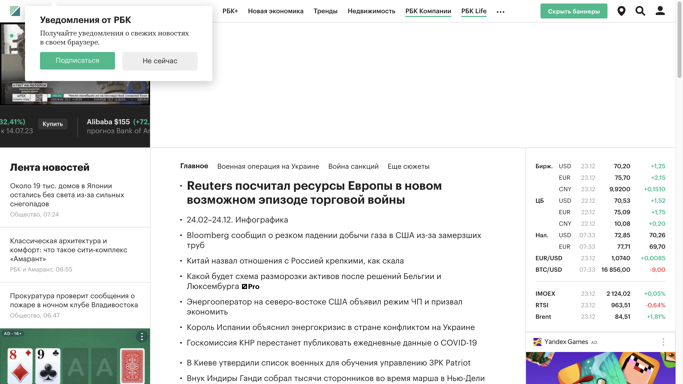 РБК+ Новая экономика Тренды Недвижимость РБК Компании РБК Life
Скрыть баннеры
Уведомления от РБК
Получайте уведомления о свежих новостях
в своем браузере.
Подписаться
Не сейчас
32,41%)
к 14.07.23
Купить
Alibaba $155 (+72,
прогноз Bank of Am
Лента новостей
Около 19 тыс. домов в Японии
остались без света из-за сильных
снегопадов
Общество, 07:24
Классическая архитектура и
комфорт: что такое сити-комплекс
«Амарант»
РБК и Амарант, 06:55
Прокуратура проверит сообщения о
пожаре в ночном клубе Владивостока
Общество, 06:47
AD • 16+
8 9 A A A
Главное Военная операция на Украине Война санкций Еще сюжеты
Reuters посчитал ресурсы Европы в новом
возможном эпизоде торговой войны
24.02–24.12. Инфографика
Bloomberg сообщил о резком падении добычи газа в США из-за замерзших
труб
Китай назвал отношения с Россией крепкими, как скала
Какой будет схема разморозки активов после решений Бельгии и
Люксембурга Pro
Энергооператор на северо-востоке США объявил режим ЧП и призвал
экономить
Король Испании объяснил энергокризис в стране конфликтом на Украине
Госкомиссия КНР перестанет публиковать ежедневные данные о COVID-19
В Киеве утвердили список военных для обучения управлению ЗРК Patriot
Внук Индиры Ганди собрал тысячи сторонников во время марша в Нью-Дели
Бирж. USD 23.12 70,20 +1,25
EUR 23.12 75,70 +2,15
CNY 23.12 9,9200 +0,1510
ЦБ USD 22.12 70,53 +1,52
EUR 22.12 75,09 +1,75
CNY 22.12 10,08 +0,20
Нал. USD 07:33 72,85 70,26
EUR 07:33 77,71 69,70
EUR/USD 23.12 1,0740 +0,0085
BTC/USD 07:33 16 856,00 -9.00
IMOEX 2 124,02 +0,05%
RTSI 963,51 -0,64%
Brent 84,51 +1,81%
Yandex Games AD